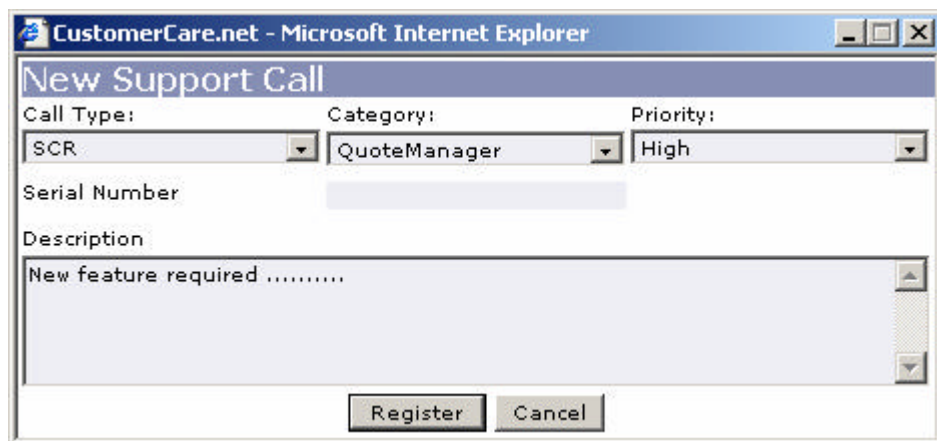 CustomerCare.net - Microsoft Internet Explorer
New Support Call
Call Type: Category: Priority:
SCR QuoteManager High
Serial Number
Description
New feature required ..........
Register Cancel